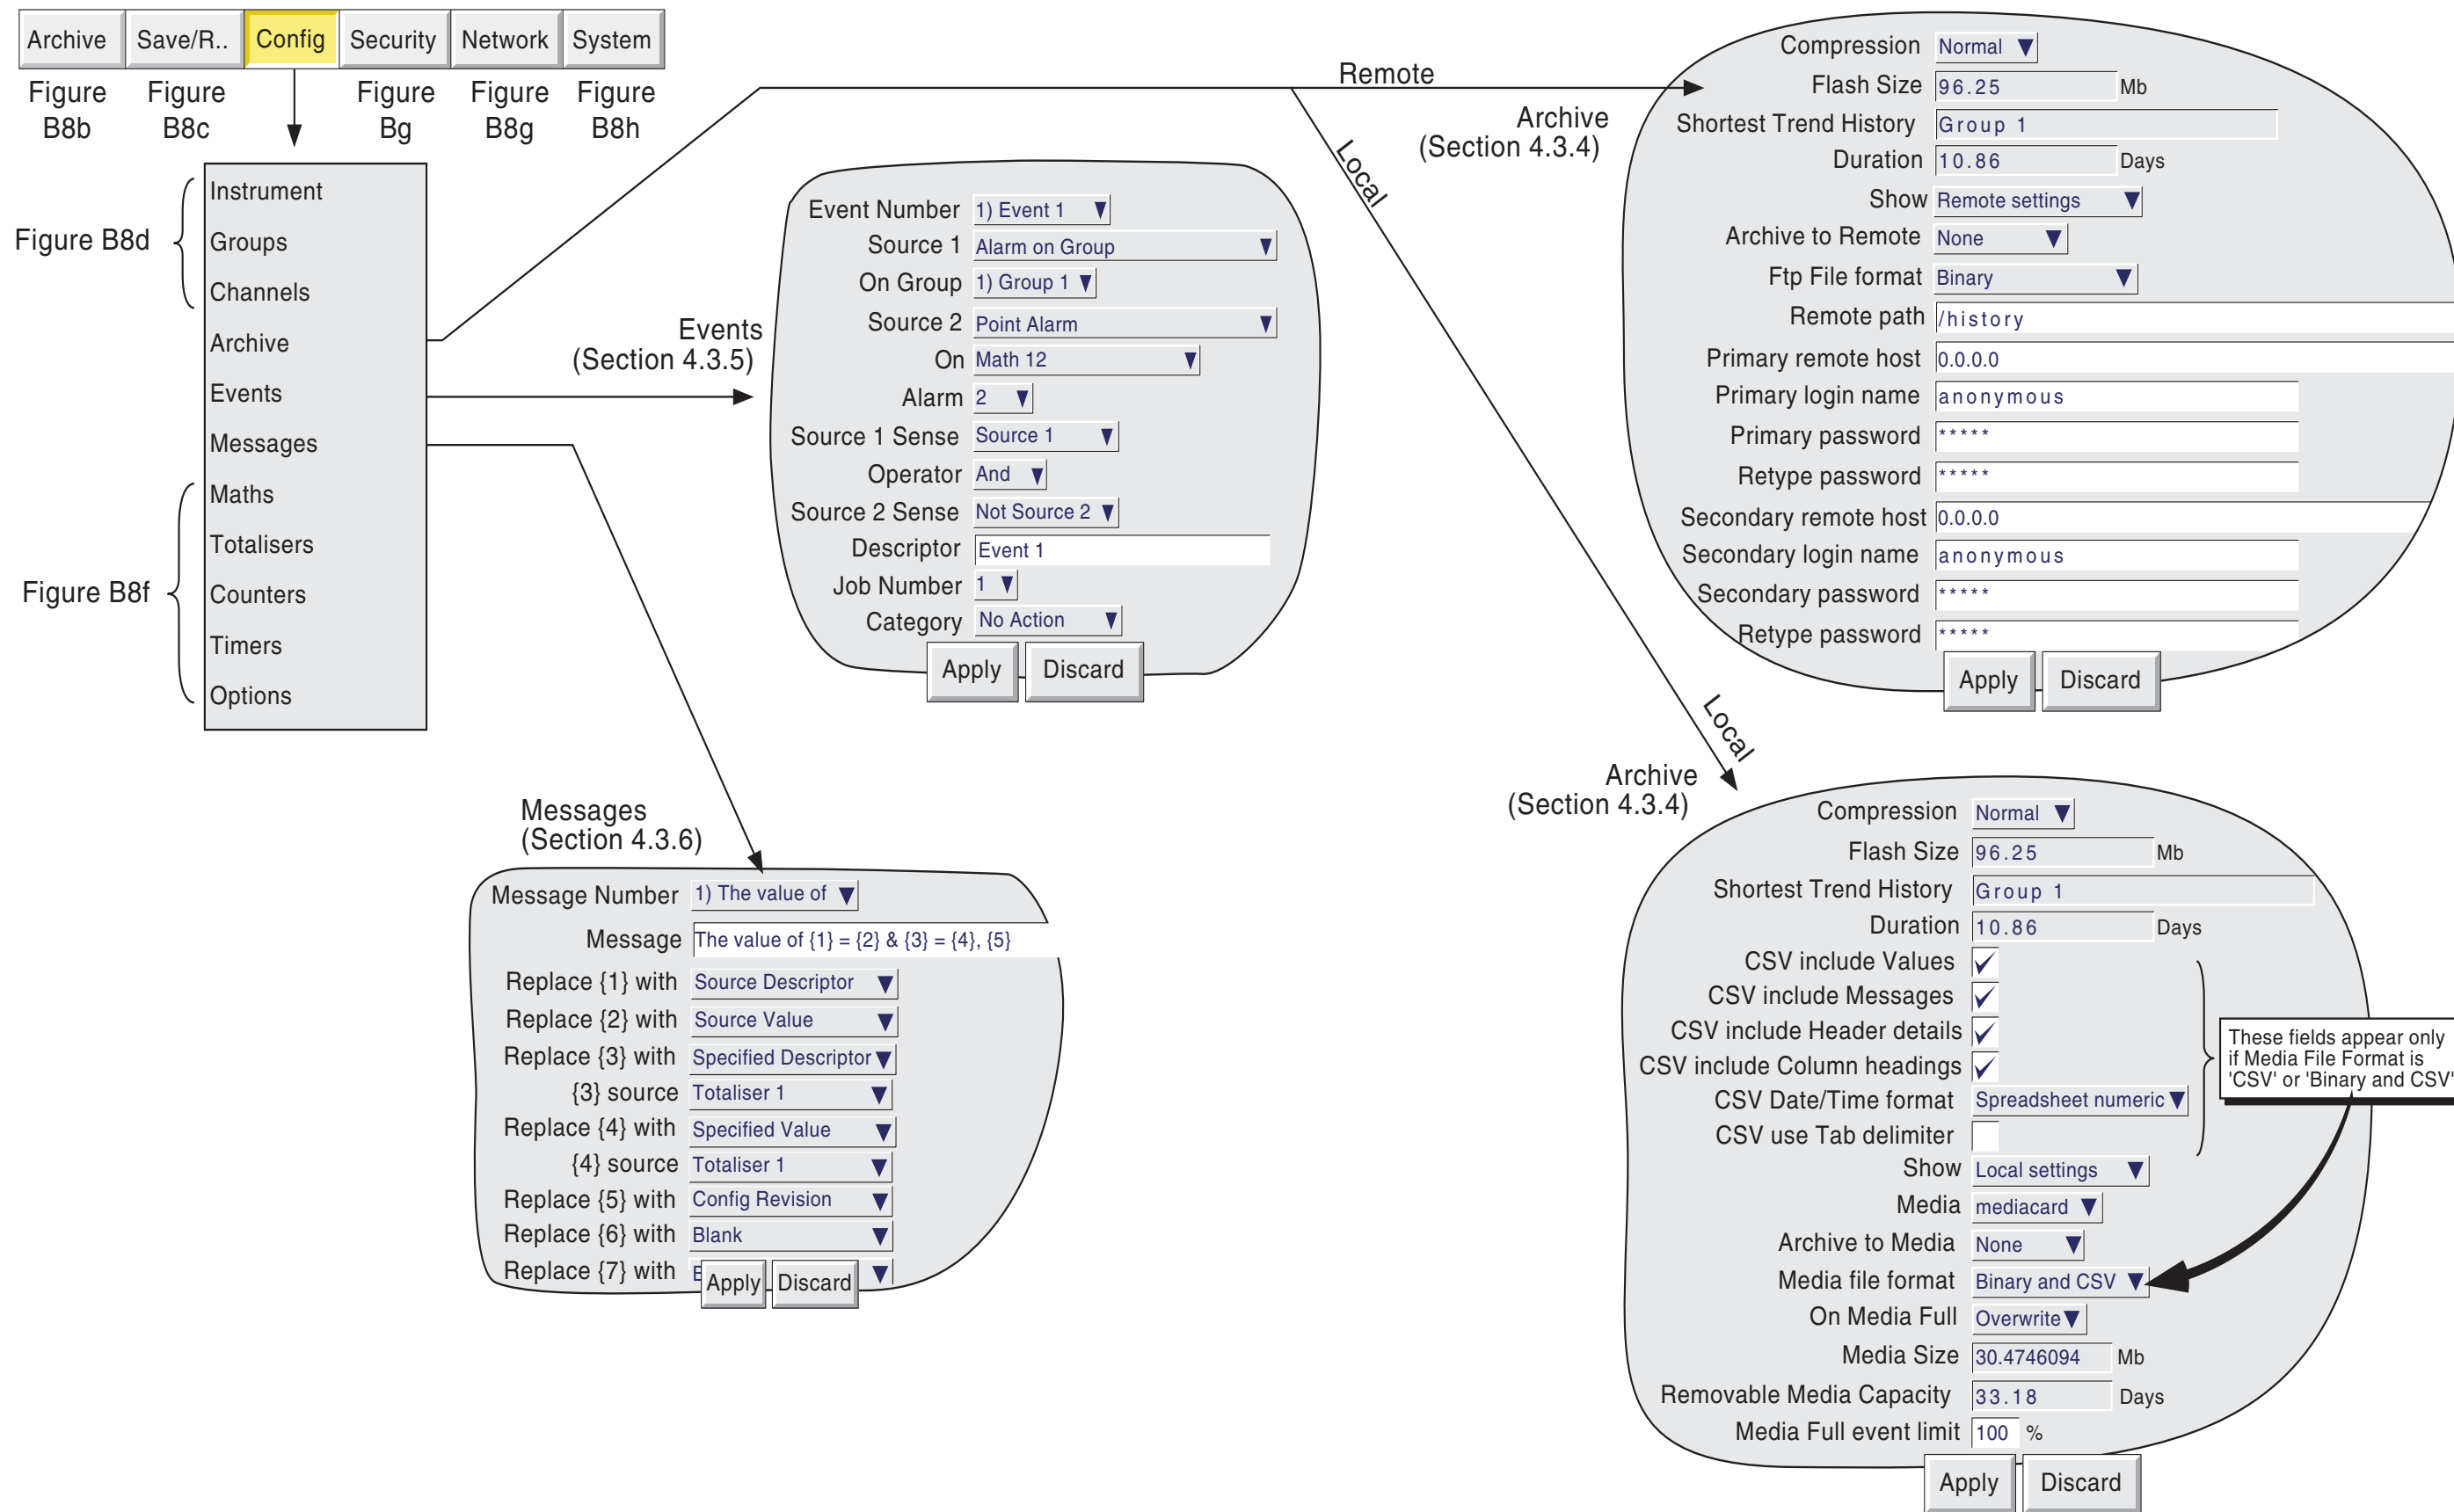 Archive Save/R.. Config Security Network System
Figure B8b
Figure B8c
Figure Bg
Figure B8g
Figure B8h
Figure B8d
Instrument
Groups
Channels
Archive
Events
Messages
Figure B8f
Maths
Totalisers
Counters
Timers
Options
Events
(Section 4.3.5)
Event Number 1) Event 1
Source 1 Alarm on Group
On Group 1) Group 1
Source 2 Point Alarm
On Math 12
Alarm 2
Source 1 Sense Source 1
Operator And
Source 2 Sense Not Source 2
Descriptor Event 1
Job Number 1
Category No Action
Apply Discard
Messages
(Section 4.3.6)
Message Number 1) The value of
Message The value of {1} = {2} & {3} = {4}, {5}
Replace {1} with Source Descriptor
Replace {2} with Source Value
Replace {3} with Specified Descriptor
{3} source Totaliser 1
Replace {4} with Specified Value
{4} source Totaliser 1
Replace {5} with Config Revision
Replace {6} with Blank
Replace {7} with
Apply Discard
Remote
Local
Archive
(Section 4.3.4)
Compression Normal
Flash Size 96.25 Mb
Shortest Trend History Group 1
Duration 10.86 Days
Show Remote settings
Archive to Remote None
Ftp File format Binary
Remote path /history
Primary remote host 0.0.0.0
Primary login name anonymous
Primary password *****
Retype password *****
Secondary remote host 0.0.0.0
Secondary login name anonymous
Secondary password *****
Retype password *****
Apply Discard
Local
Archive
(Section 4.3.4)
Compression Normal
Flash Size 96.25 Mb
Shortest Trend History Group 1
Duration 10.86 Days
CSV include Values
CSV include Messages
CSV include Header details
CSV include Column headings
CSV Date/Time format Spreadsheet numeric
CSV use Tab delimiter
These fields appear only
if Media File Format is
'CSV' or 'Binary and CSV'
Show Local settings
Media mediacard
Archive to Media None
Media file format Binary and CSV
On Media Full Overwrite
Media Size 30.4746094 Mb
Removable Media Capacity 33.18 Days
Media Full event limit 100 %
Apply Discard